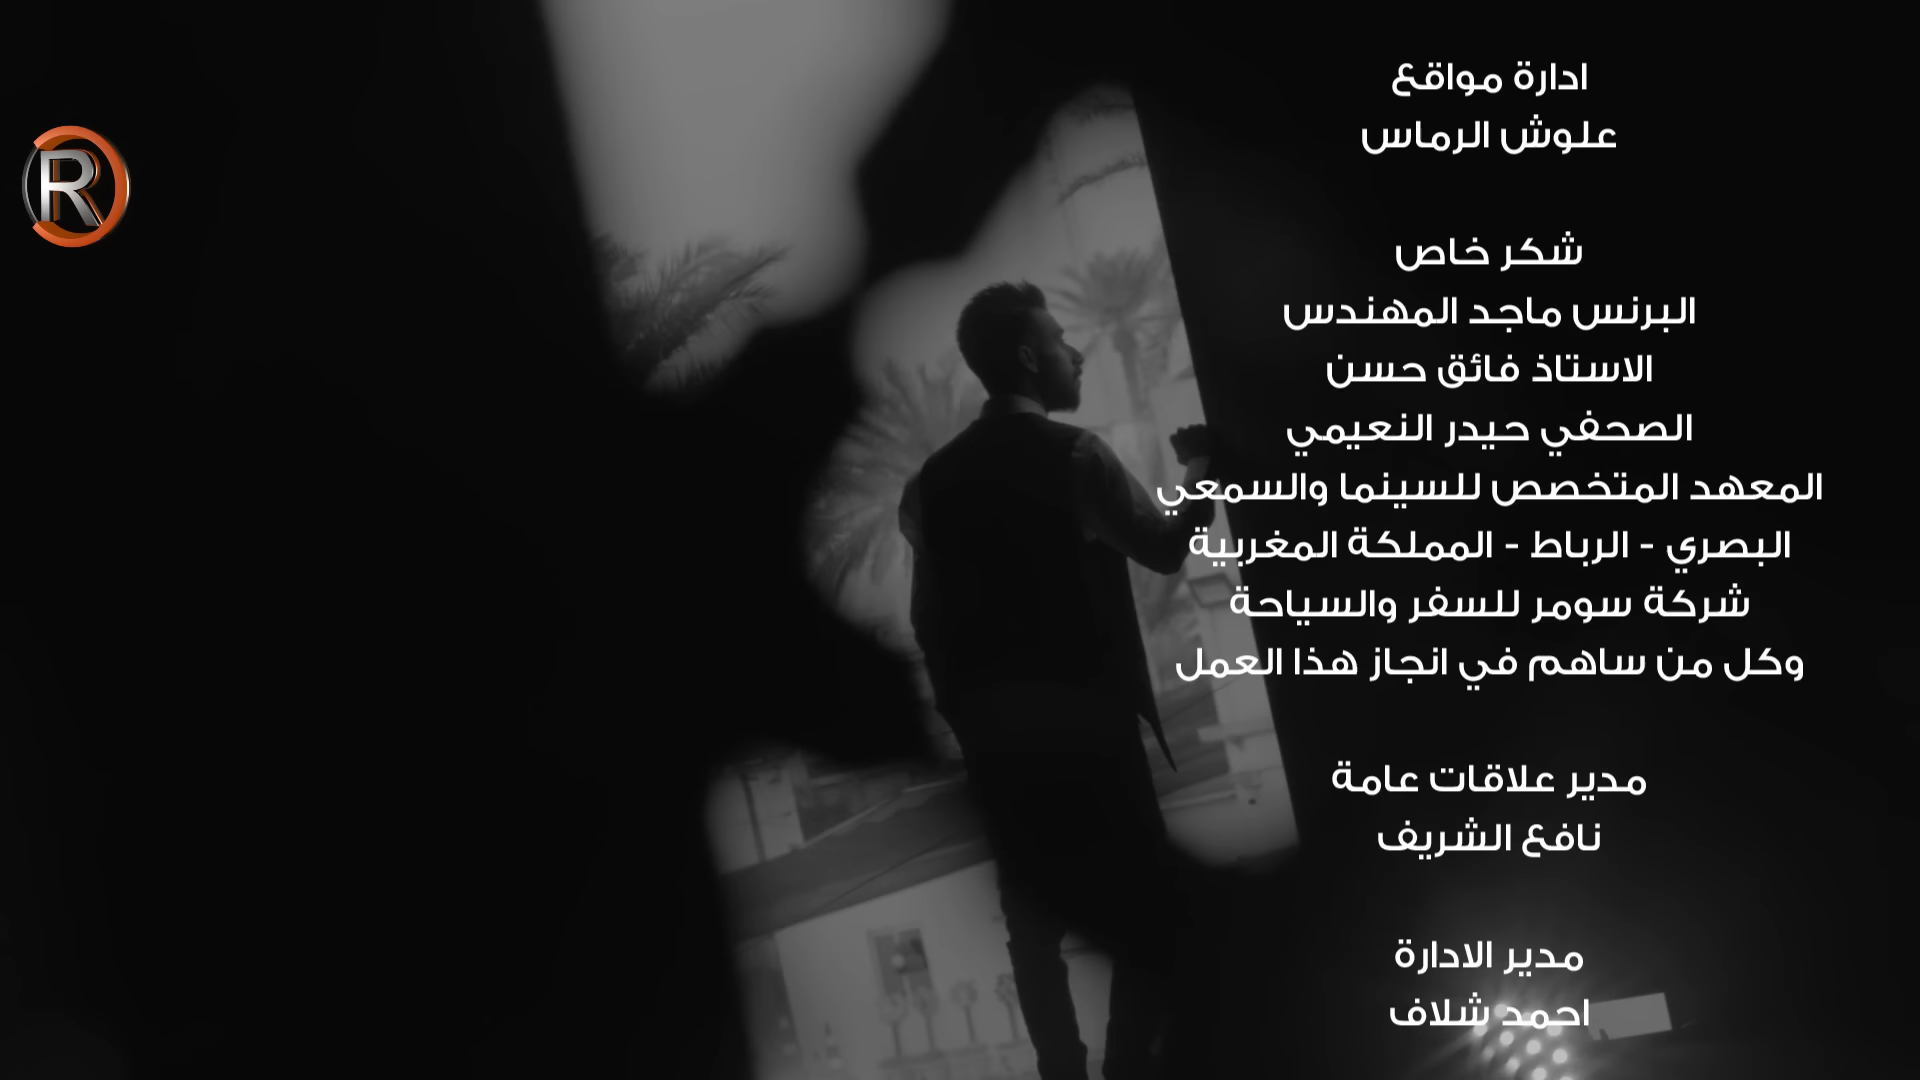 R
ادارة مواقع
علوش الرماس
شكر خاص
البرنس ماجد المهندس
الاستاذ فائق حسن
الصحفي حيدر النعيمي
المعهد المتخصص للسينما والسمعي
البصري - الرباط - المملكة المغربية
شركة سومر للسفر والسياحة
وكل من ساهم في انجاز هذا العمل
مدير علاقات عامة
نافع الشريف
مدير الادارة
احمد شلاف